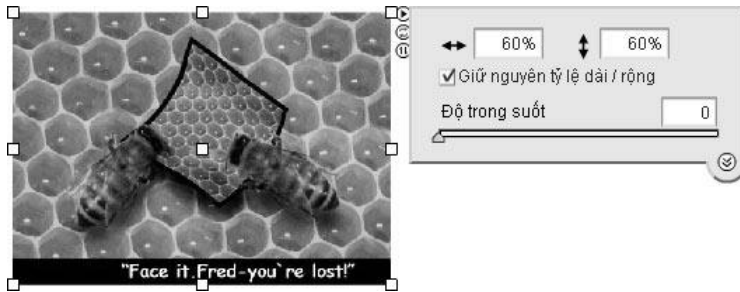 60% 60%
Giữ nguyên tỷ lệ dài / rộng
Độ trong suốt 0
"Face it.Fred-you`re lost!"